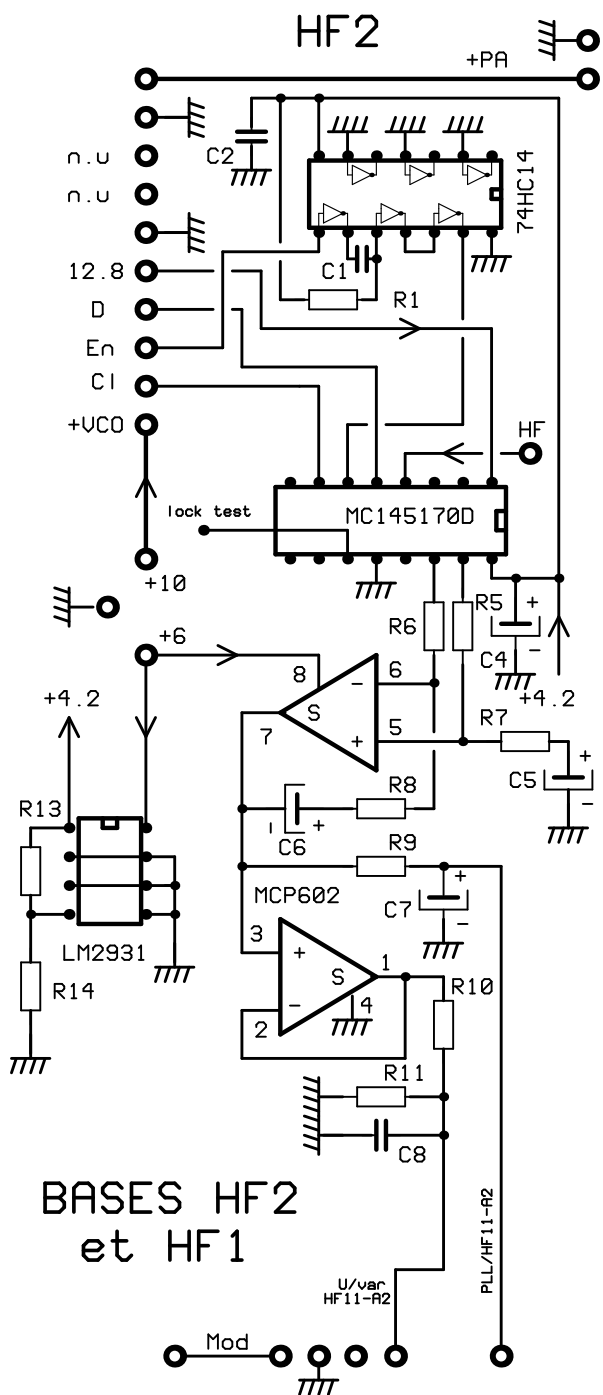 HF2
+PA
C2
n.u
n.u
74HC14
C1
12.8
R1
D
En
Cl
+VCO
HF
MC145170D
lock test
+10
R6
R5
+
C4
-
+6
8
6
-
S
+4.2
+4.2
R7
7
5
+
+
C5
-
R13
R8
-
+
C6
R9
MCP602
+
C7
-
3
LM2931
+
S
1
R14
-
4
R10
2
R11
C8
BASES HF2
et HF1
PLL/HF11-A2
U/var
HF11-A2
Mod